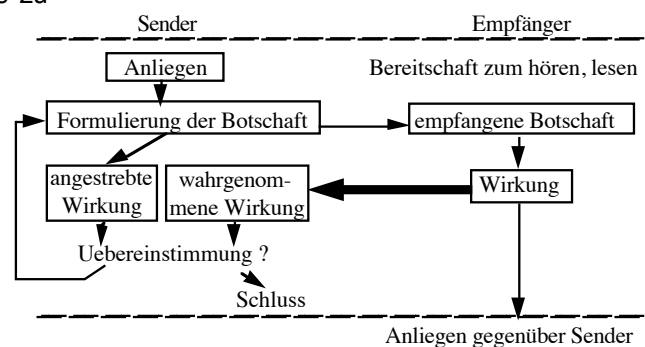 Sender Empfänger
Anliegen
Bereitschaft zum hören, lesen
Formulierung der Botschaft
empfangene Botschaft
angestrebte
Wirkung
wahrgenom-
mene Wirkung
Wirkung
Uebereinstimmung ?
Schluss
Anliegen gegenüber Sender